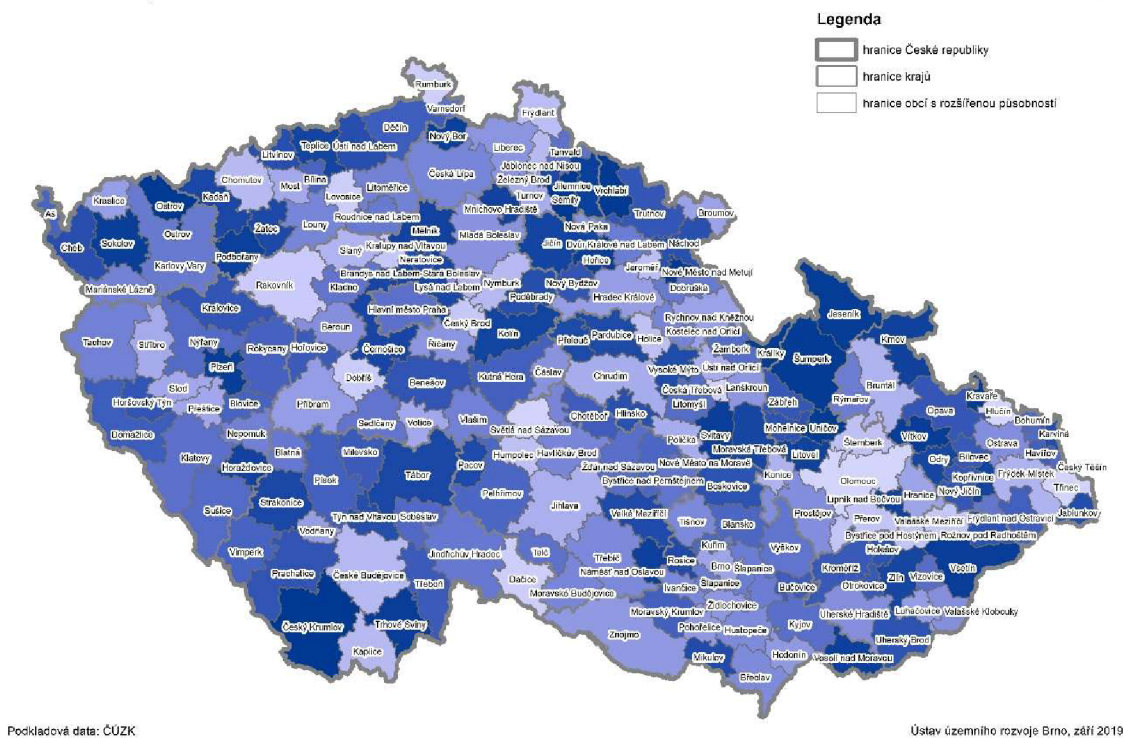 Legenda
hranice České republiky
hranice krajů
hranice obcí s rozšířenou působností
Rumburk
Varnsdorf
Frýdlant
Děčín
Nový Bor
Liberec
Tanvald
Teplice
Ústí nad Labem
Litvínov
Jablonec nad Nisou
Bílina
Česká Lípa
Železný Brod
Jilemnice
Vrchlabí
Chomutov
Most
Litoměřice
Turnov
Semily
Kraslice
Ostrov
Kadaň
Lovosice
Mnichovo Hradiště
Trutnov
Broumov
Aš
Roudnice nad Labem
Louny
Nová Paka
Žatec
Mělník
Mladá Boleslav
Jičín
Dvůr Králové nad Labem
Náchod
Cheb
Sokolov
Ostrov
Slaný
Kralupy nad Vltavou
Neratovice
Hořice
Jaroměř
Nové Město nad Metují
Karlovy Vary
Podbořany
Brandýs nad Labem-Stará Boleslav
Mariánské Lázně
Rakovník
Kladno
Lysá nad Labem
Nymburk
Nový Bydžov
Dobruška
Poděbrady
Hradec Králové
Kralovice
Hlavní město Praha
Rychnov nad Kněžnou
Jeseník
Beroun
Český Brod
Kostelec nad Orlicí
Tachov
Stříbro
Nýřany
Rokycany
Hořovice
Černošice
Říčany
Kolín
Přelouč
Pardubice
Holice
Žamberk
Králíky
Šumperk
Krnov
Plzeň
Dobříš
Vysoké Mýto
Ústí nad Orlicí
Stod
Benešov
Kutná Hora
Čáslav
Chrudim
Česká Třebová
Lanškroun
Bruntál
Horšovský Týn
Přeštice
Blovice
Příbram
Litomyšl
Zábřeh
Rýmařov
Kravaře
Sedlčany
Votice
Vlašim
Chotěboř
Hlinsko
Opava
Hlučín
Bohumín
Domažlice
Nepomuk
Světlá nad Sázavou
Svitavy
Mohelnice
Uničov
Vítkov
Karviná
Polička
Moravská Třebová
Šternberk
Ostrava
Klatovy
Blatná
Milevsko
Humpolec
Havlíčkův Brod
Litovel
Odry
Bílovec
Havířov
Horažďovice
Tábor
Pacov
Žďár nad Sázavou
Nové Město na Moravě
Konice
Český Těšín
Písek
Bystřice nad Pernštejnem
Boskovice
Olomouc
Kopřivnice
Frýdek-Místek
Třinec
Strakonice
Pelhřimov
Lipník nad Bečvou
Hranice
Nový Jičín
Sušice
Jihlava
Velké Meziříčí
Prostějov
Jablunkov
Týn nad Vltavou
Soběslav
Tišnov
Blansko
Přerov
Valašské Meziříčí
Frýdlant nad Ostravicí
Vodňany
Bystřice pod Hostýnem
Rožnov pod Radhoštěm
Vimperk
Jindřichův Hradec
Telč
Třebíč
Kuřim
Vyškov
Holešov
Prachatice
České Budějovice
Náměšť nad Oslavou
Rosice
Brno
Šlapanice
Kroměříž
Vsetín
Třeboň
Dačice
Ivančice
Šlapanice
Bučovice
Otrokovice
Zlín
Vizovice
Moravské Budějovice
Český Krumlov
Trhové Sviny
Moravský Krumlov
Židlochovice
Uherské Hradiště
Luhačovice
Valašské Klobouky
Znojmo
Pohořelice
Hustopeče
Kyjov
Kaplice
Uherský Brod
Mikulov
Hodonín
Veselí nad Moravou
Břeclav
Podkladová data: ČÚZK
Ústav územního rozvoje Brno, září 2019